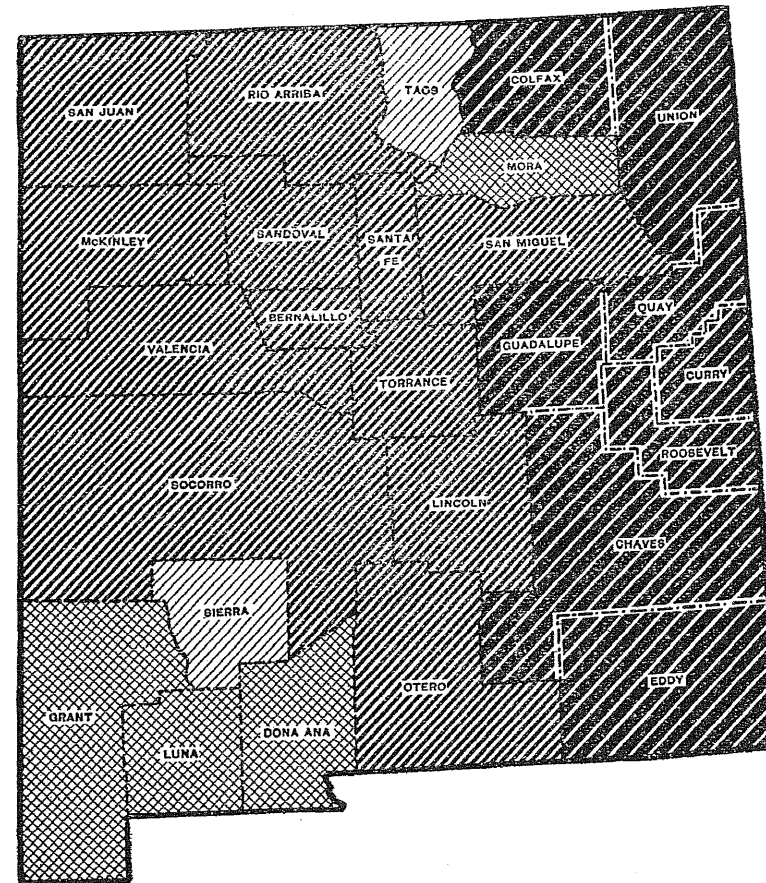 TAOS
COLFAX
RIO ARRIBA
SAN JUAN
UNION
MORA
McKINLEY
SANDOVAL
SANTA
FE
SAN MIGUEL
QUAY
BERNALILLO
VALENCIA
GUADALUPE
CURRY
TORRANCE
ROOSEVELT
SOCORRO
LINCOLN
CHAVES
SIERRA
EDDY
OTERO
GRANT
DONA ANA
LUNA